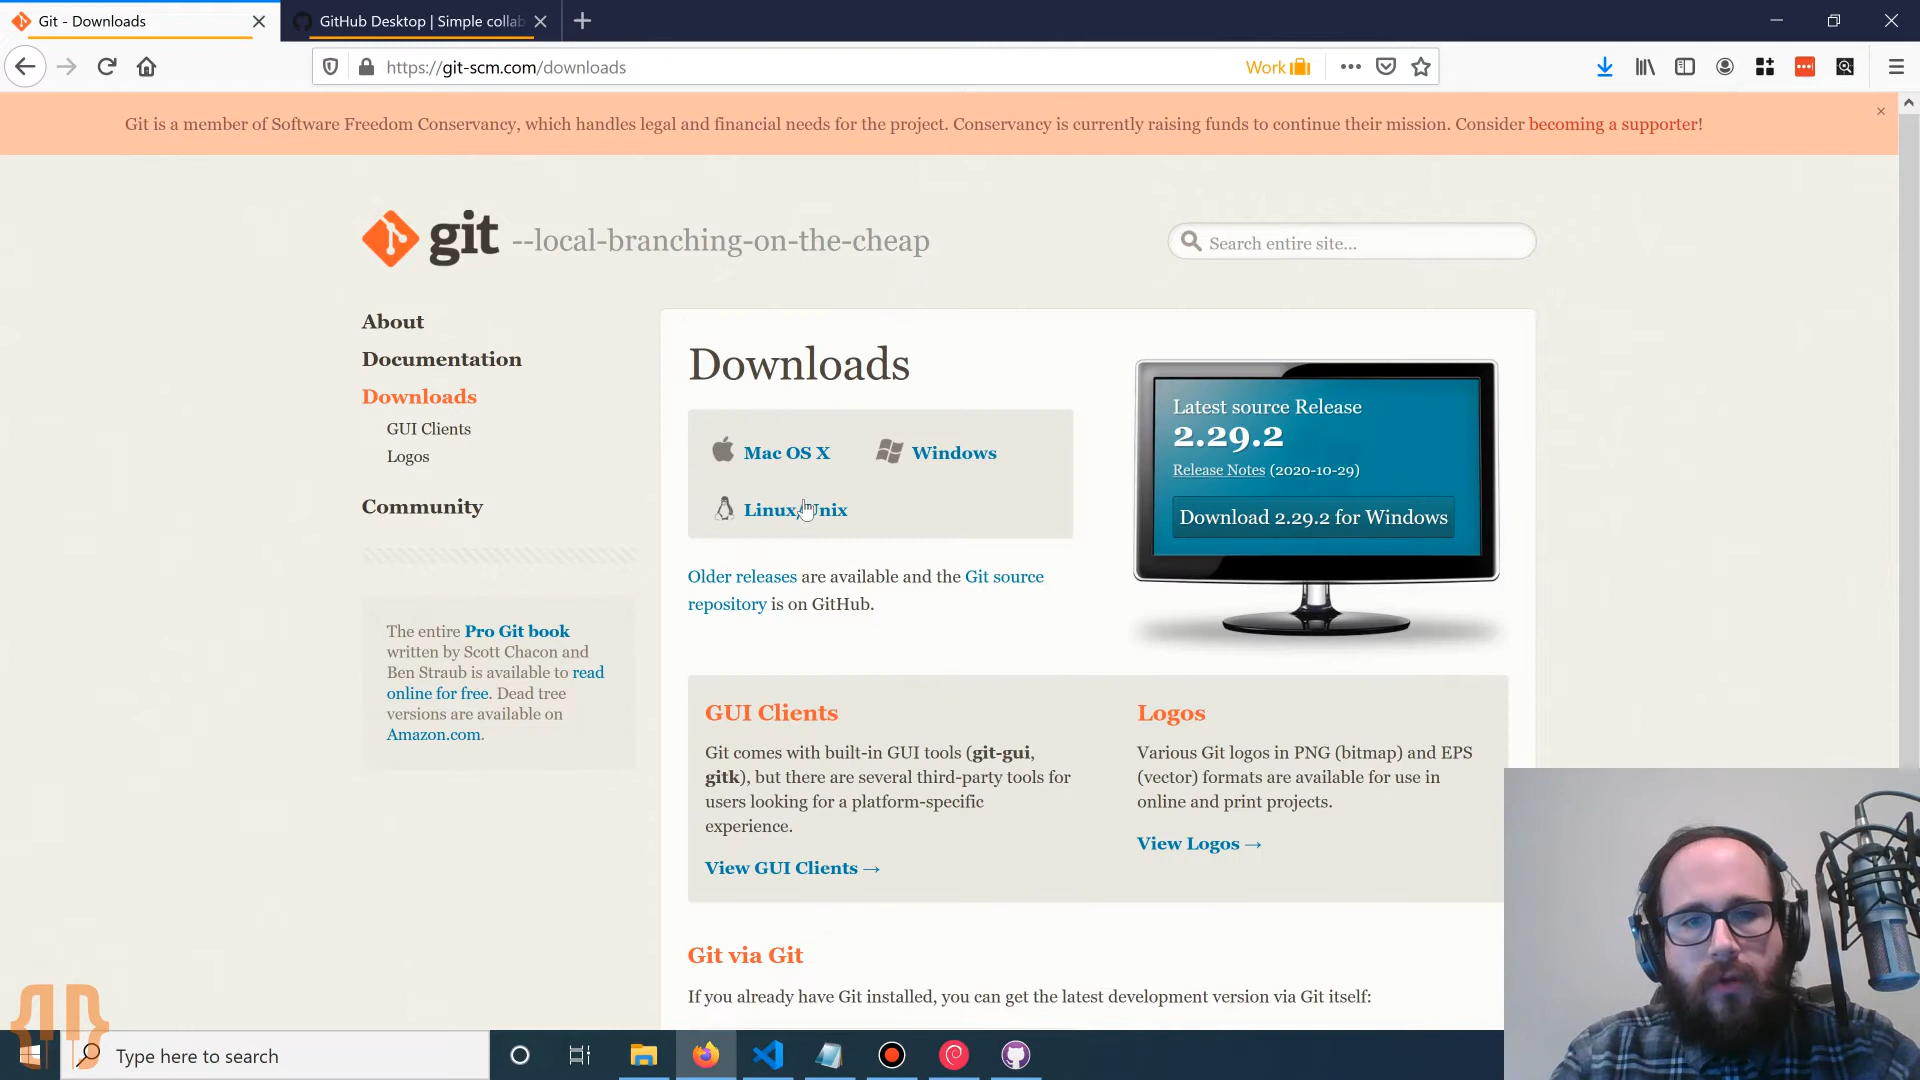 Git - Downloads
GitHub Desktop | Simple collab
https://git-scm.com/downloads
Work
Git is a member of Software Freedom Conservancy, which handles legal and financial needs for the project. Conservancy is currently raising funds to continue their mission. Consider becoming a supporter!
git --local-branching-on-the-cheap
Search entire site...
About
Documentation
Downloads
GUI Clients
Logos
Community
The entire Pro Git book
written by Scott Chacon and
Ben Straub is available to read
online for free. Dead tree
versions are available on
Amazon.com.
Downloads
Mac OS X
Windows
Linux/Unix
Older releases are available and the Git source
repository is on GitHub.
Latest source Release
2.29.2
Release Notes (2020-10-29)
Download 2.29.2 for Windows
GUI Clients
Git comes with built-in GUI tools (git-gui,
gitk), but there are several third-party tools for
users looking for a platform-specific
experience.
View GUI Clients →
Logos
Various Git logos in PNG (bitmap) and EPS
(vector) formats are available for use in
online and print projects.
View Logos →
Git via Git
If you already have Git installed, you can get the latest development version via Git itself:
Type here to search